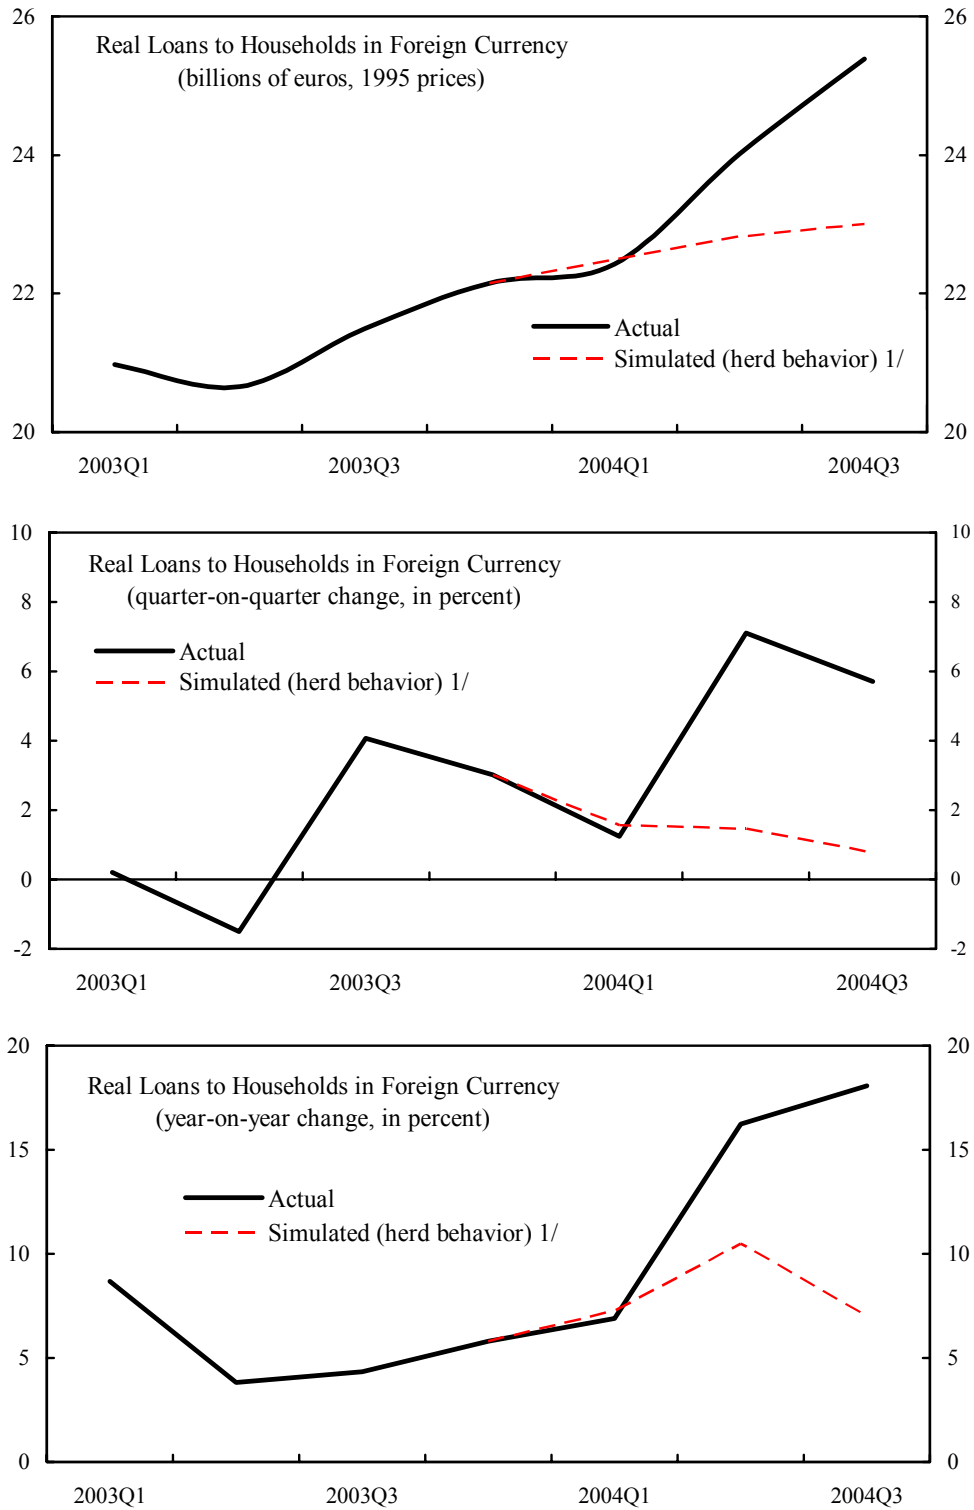 26 26
Real Loans to Households in Foreign Currency
(billions of euros, 1995 prices)
24 24
22 22
Actual
Simulated (herd behavior) 1/
20 20
2003Q1 2003Q3 2004Q1 2004Q3
10 10
Real Loans to Households in Foreign Currency
(quarter-on-quarter change, in percent)
8 8
Actual
6 6
Simulated (herd behavior) 1/
4 4
2 2
0 0
-2 -2
2003Q1 2003Q3 2004Q1 2004Q3
20 20
Real Loans to Households in Foreign Currency
(year-on-year change, in percent)
15 15
Actual
Simulated (herd behavior) 1/
10 10
5 5
0 0
2003Q1 2003Q3 2004Q1 2004Q3